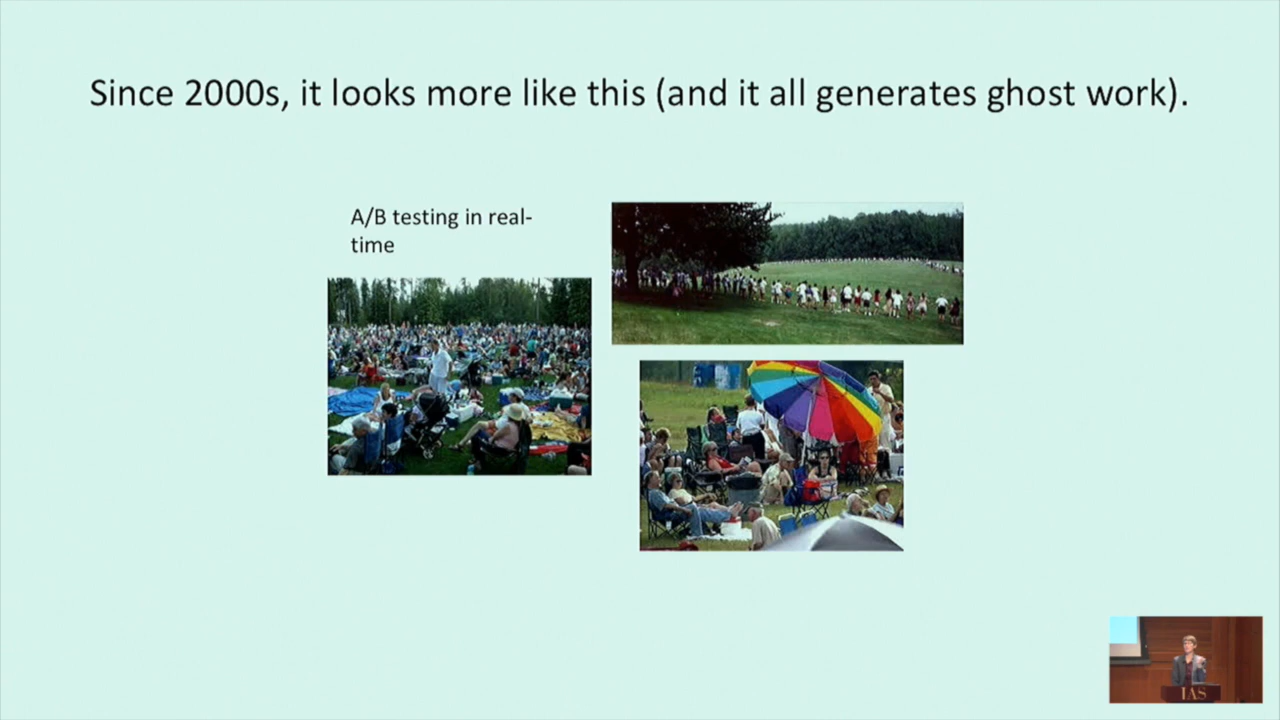 Since 2000s, it looks more like this (and it all generates ghost work).
A/B testing in real-
time
IAS